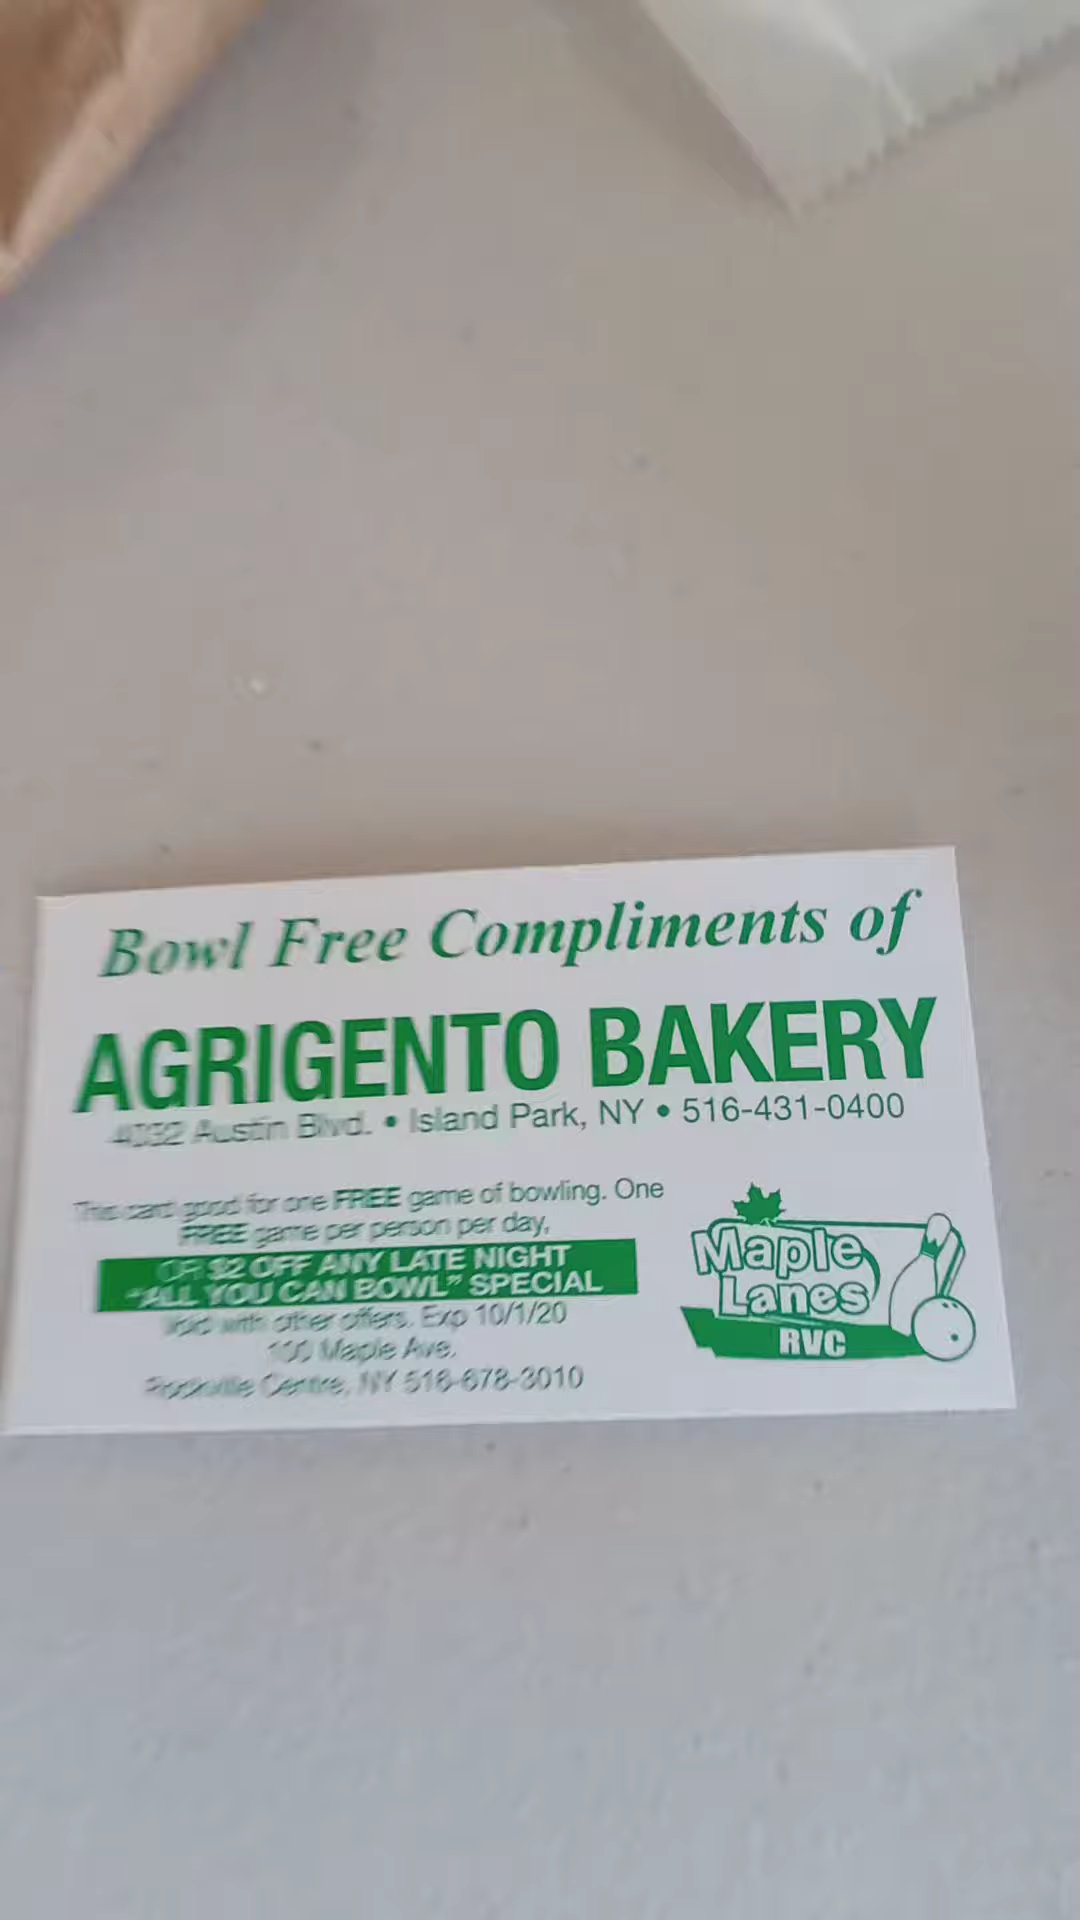 Bowl Free Compliments of
AGRIGENTO BAKERY
4032 Austin Blvd. • Island Park, NY • 516-431-0400
This card good for one FREE game of bowling. One
FREE game per person per day,
OR $2 OFF ANY LATE NIGHT
"ALL YOU CAN BOWL" SPECIAL
Void with other offers. Exp 10/1/20
100 Maple Ave.
Rockville Centre, NY 516-678-3010
Maple
Lanes
RVC